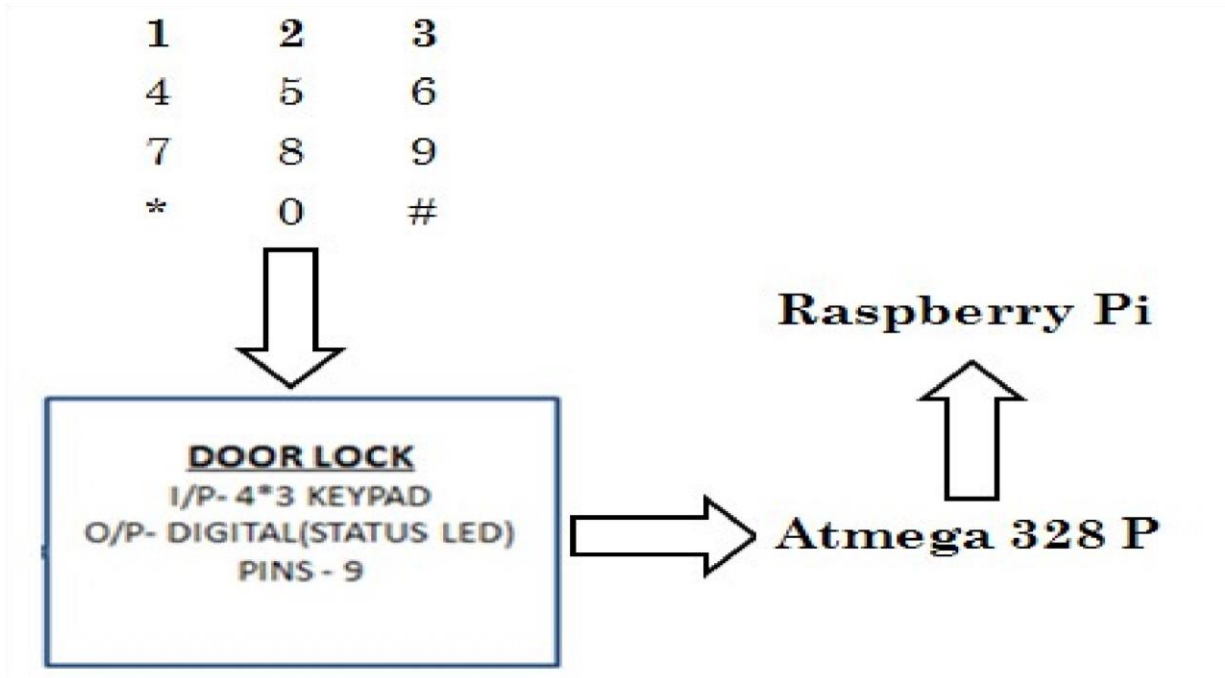 1 2 3
4 5 6
7 8 9
* 0 #
Raspberry Pi
DOOR LOCK
I/P- 4*3 KEYPAD
O/P- DIGITAL(STATUS LED)
PINS - 9
Atmega 328 P